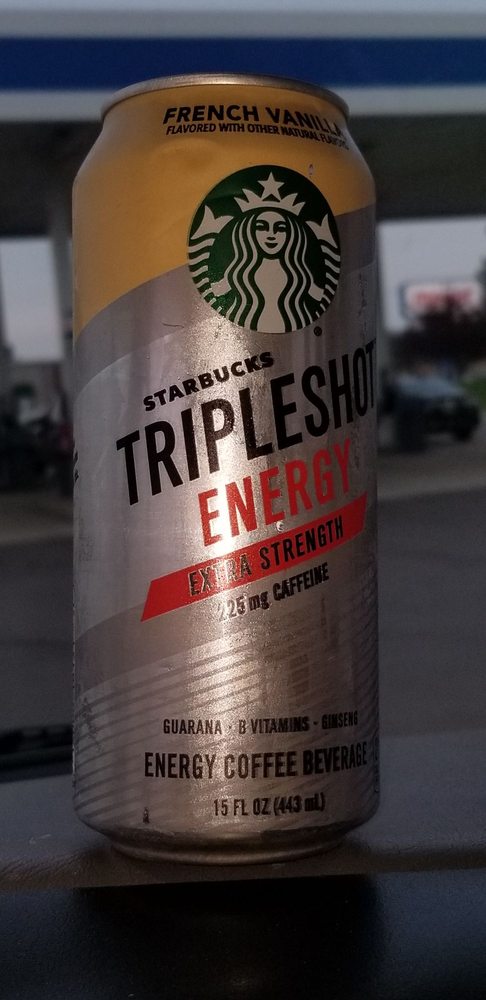 FRENCH VANILLA
FLAVORED WITH OTHER NATURAL FLAVORS
STARBUCKS
TRIPLESHOT
ENERGY
EXTRA STRENGTH
225 mg CAFFEINE
GUARANA · B VITAMINS · GINSENG
ENERGY COFFEE BEVERAGE
15 FL OZ (443 mL)